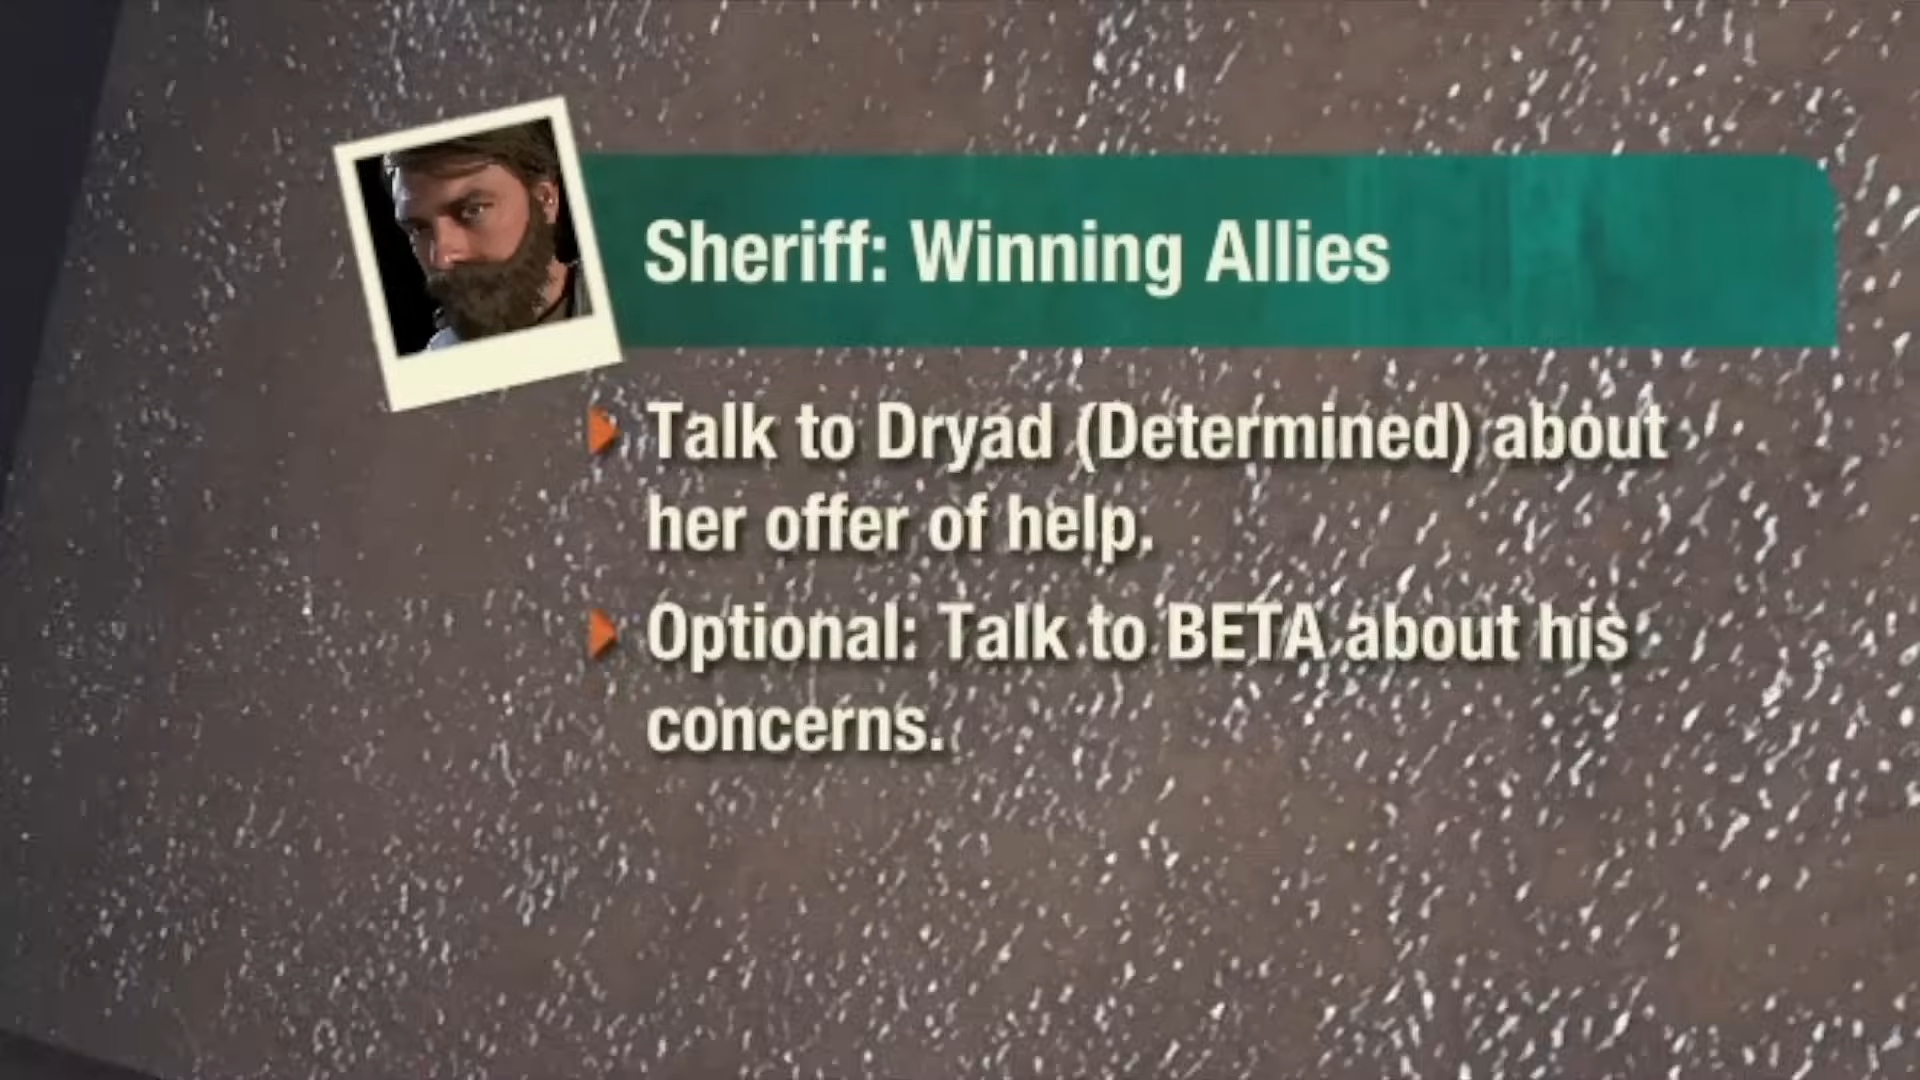 Sheriff: Winning Allies
Talk to Dryad (Determined) about
her offer of help.
Optional: Talk to BETA about his
concerns.